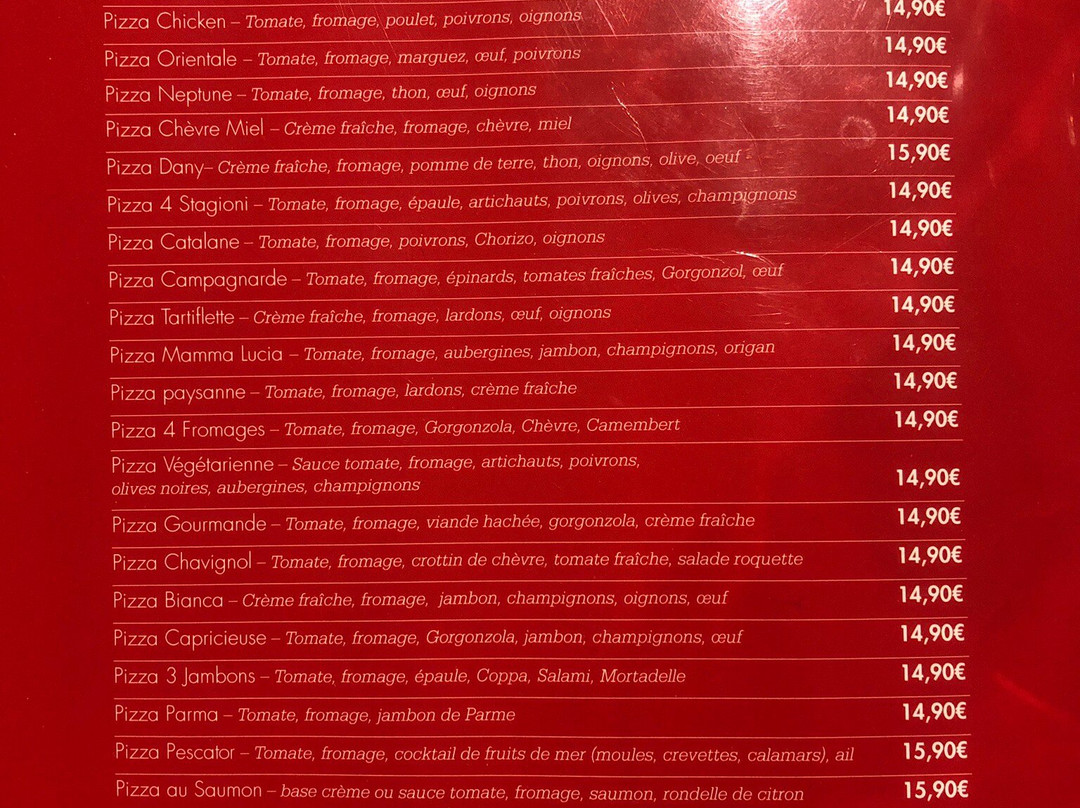 Pizza Chicken – Tomate, fromage, poulet, poivrons, oignons 14,90€
Pizza Orientale – Tomate, fromage, marguez, œuf, poivrons 14,90€
Pizza Neptune – Tomate, fromage, thon, œuf, oignons 14,90€
Pizza Chèvre Miel – Crème fraîche, fromage, chèvre, miel 14,90€
Pizza Dany– Crème fraîche, fromage, pomme de terre, thon, oignons, olive, oeuf 15,90€
Pizza 4 Stagioni – Tomate, fromage, épaule, artichauts, poivrons, olives, champignons 14,90€
Pizza Catalane – Tomate, fromage, poivrons, Chorizo, oignons 14,90€
Pizza Campagnarde – Tomate, fromage, épinards, tomates fraîches, Gorgonzol, œuf 14,90€
Pizza Tartiflette – Crème fraîche, fromage, lardons, œuf, oignons 14,90€
Pizza Mamma Lucia – Tomate, fromage, aubergines, jambon, champignons, origan 14,90€
Pizza paysanne – Tomate, fromage, lardons, crème fraîche 14,90€
Pizza 4 Fromages – Tomate, fromage, Gorgonzola, Chèvre, Camembert 14,90€
Pizza Végétarienne – Sauce tomate, fromage, artichauts, poivrons,
olives noires, aubergines, champignons 14,90€
Pizza Gourmande – Tomate, fromage, viande hachée, gorgonzola, crème fraîche 14,90€
Pizza Chavignol – Tomate, fromage, crottin de chèvre, tomate fraîche, salade roquette 14,90€
Pizza Bianca – Crème fraîche, fromage, jambon, champignons, oignons, œuf 14,90€
Pizza Capricieuse – Tomate, fromage, Gorgonzola, jambon, champignons, œuf 14,90€
Pizza 3 Jambons – Tomate, fromage, épaule, Coppa, Salami, Mortadelle 14,90€
Pizza Parma – Tomate, fromage, jambon de Parme 14,90€
Pizza Pescator – Tomate, fromage, cocktail de fruits de mer (moules, crevettes, calamars), ail 15,90€
Pizza au Saumon – base crème ou sauce tomate, fromage, saumon, rondelle de citron 15,90€